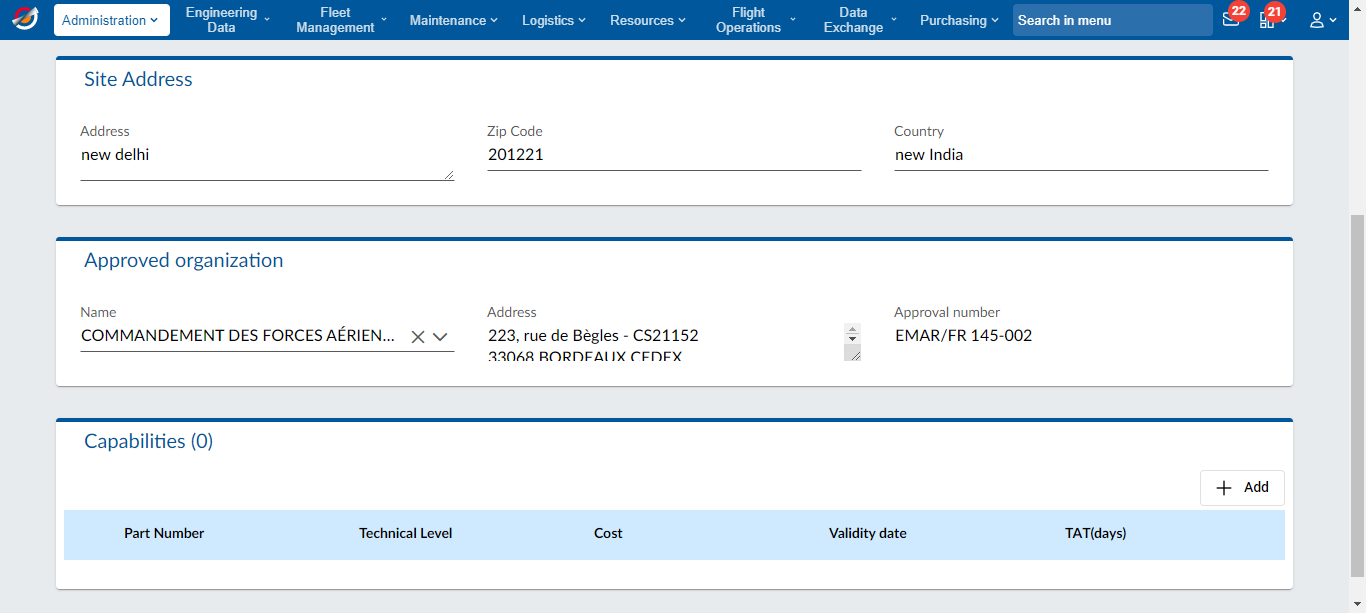 Administration
Engineering Data
Fleet Management
Maintenance
Logistics
Resources
Flight Operations
Data Exchange
Purchasing
Search in menu
22
21
Site Address
Address
Zip Code
Country
new delhi
201221
new India
Approved organization
Name
Address
Approval number
COMMANDEMENT DES FORCES AÉRIEN...
223, rue de Bègles - CS21152
EMAR/FR 145-002
33068 BORDEAUX CEDEX
Capabilities (0)
Add
Part Number
Technical Level
Cost
Validity date
TAT(days)